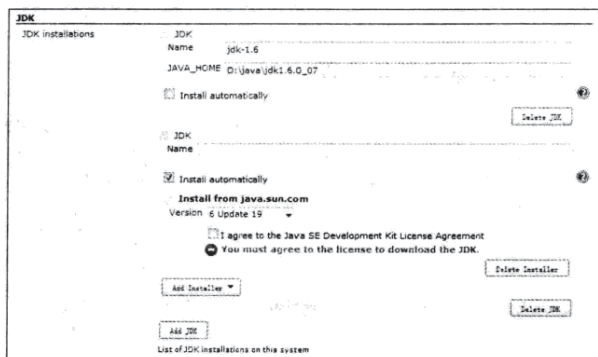 JDK
JDK installations
JDK
Name jdk-1.6
JAVA_HOME D:\java\jdk1.6.0_07
Install automatically
Delete JDK
JDK
Name
Install automatically
Install from java.sun.com
Version 6 Update 19
I agree to the Java SE Development Kit License Agreement
You must agree to the license to download the JDK.
Delete Installer
Add Installer
Delete JDK
Add JDK
List of JDK installations on this system